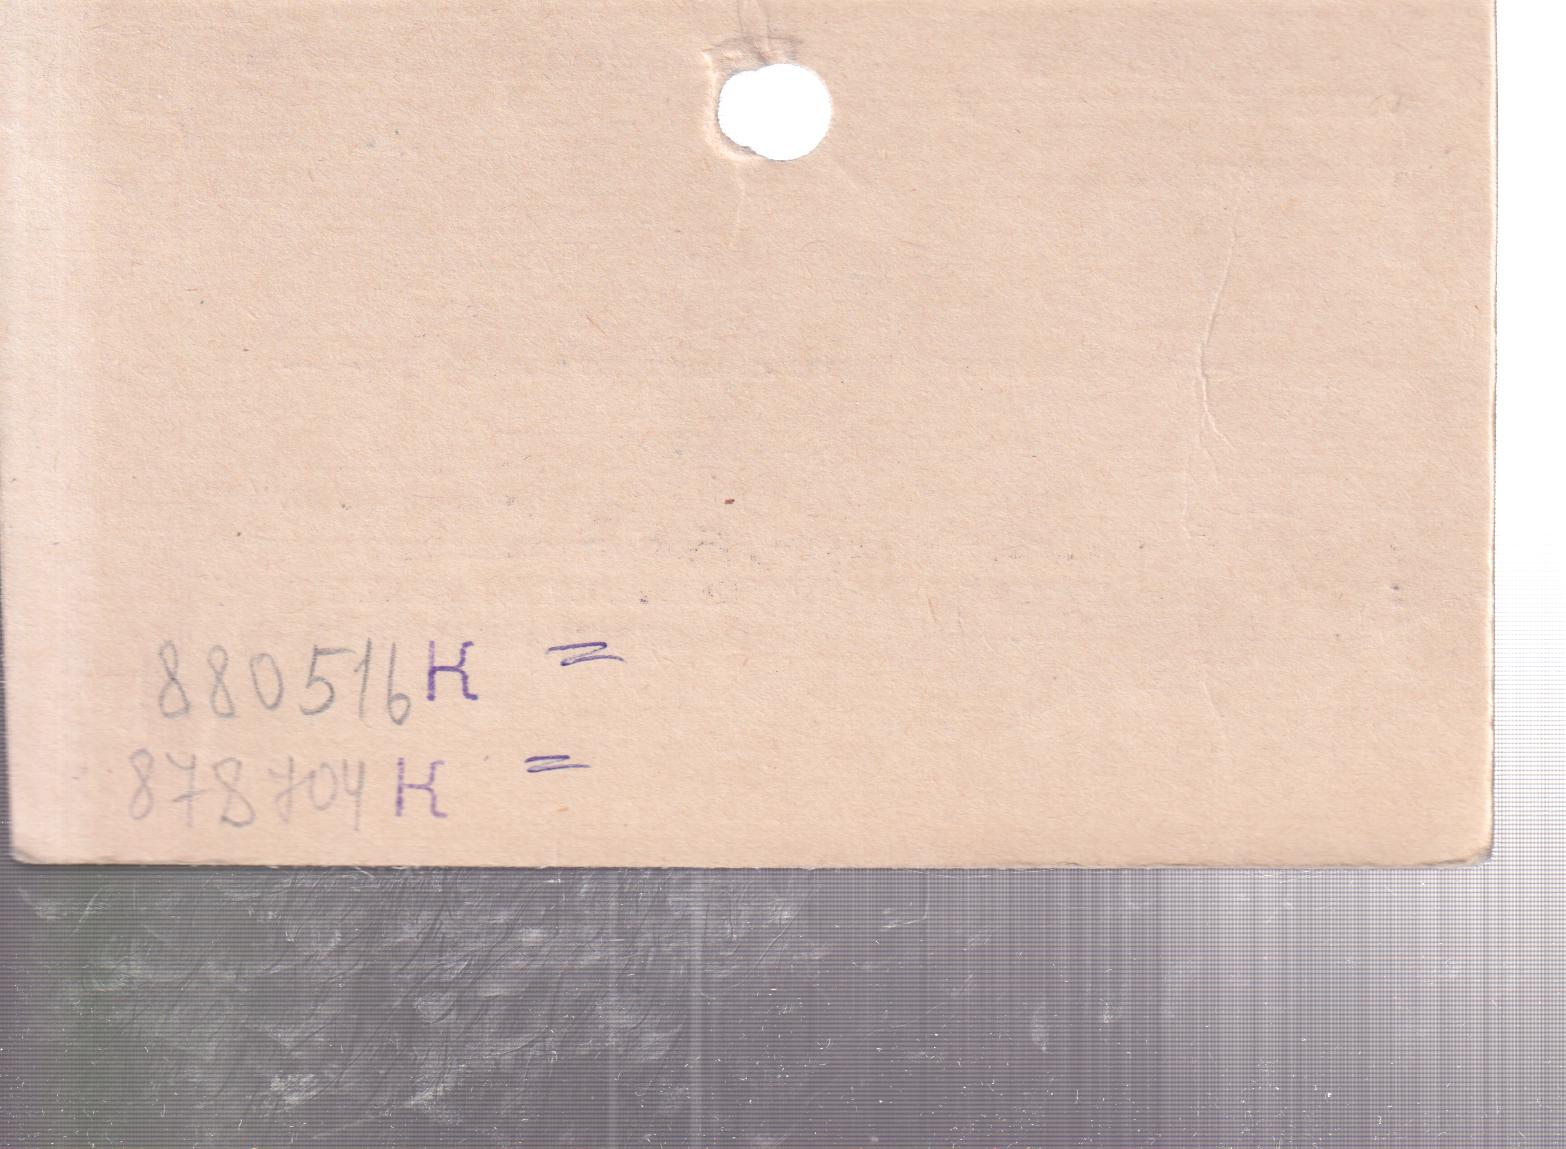 880516К =
878704К =